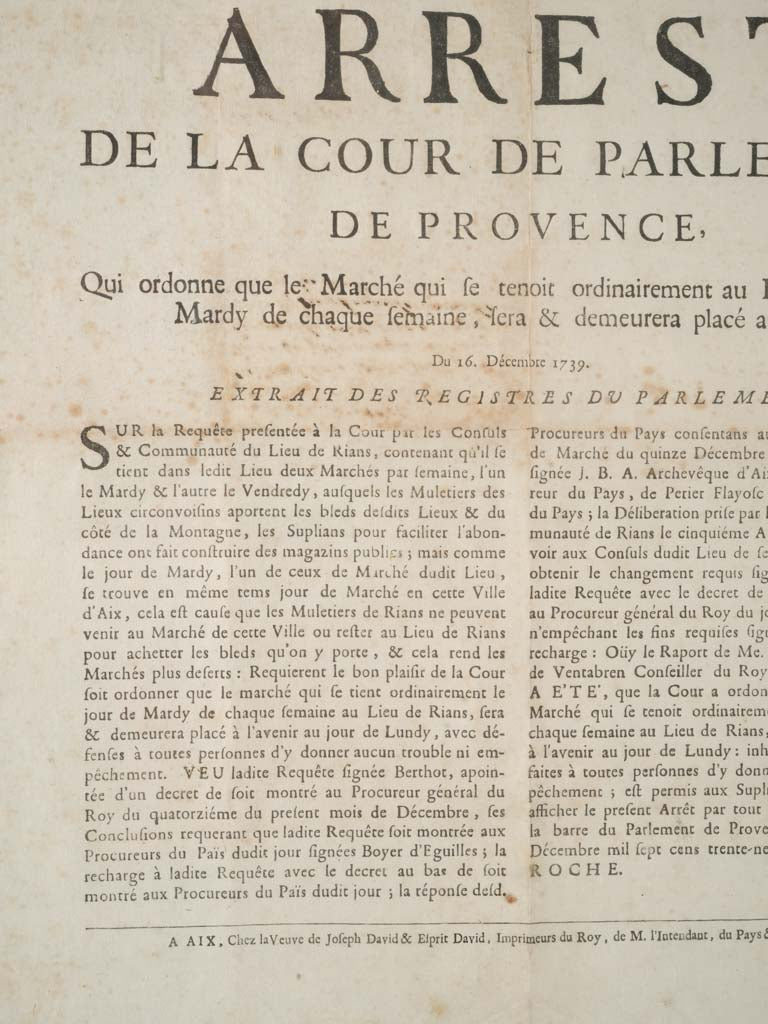 ARREST
DE LA COUR DE PARLE
DE PROVENCE,
Qui ordonne que le Marché qui ſe tenoit ordinairement au
Mardy de chaque ſemaine, ſera & demeurera placé a
Du 16. Décembre 1739.
EXTRAIT DES REGISTRES DU PARLEME
SUR la Requête preſentée à la Cour par les Conſuls
& Communauté du Lieu de Rians, contenant qu'il ſe
tient dans ledit Lieu deux Marchés par ſemaine, l'un
le Mardy & l'autre le Vendredy, auſquels les Muletiers des
Lieux circonvoiſins aportent les bleds deſdits Lieux & du
côté de la Montagne, les Suplians pour faciliter l'abon-
dance ont fait conſtruire des magazins publics; mais comme
le jour de Mardy, l'un de ceux de Marché dudit Lieu,
ſe trouve en même tems jour de Marché en cette Ville
d'Aix, cela eſt cauſe que les Muletiers de Rians ne peuvent
venir au Marché de cette Ville ou reſter au Lieu de Rians
pour achetter les bleds qu'on y porte, & cela rend les
Marchés plus deſerts: Requierent le bon plaiſir de la Cour
ſoit ordonner que le marché qui ſe tient ordinairement le
jour de Mardy de chaque ſemaine au Lieu de Rians, ſera
& demeurera placé à l'avenir au jour de Lundy, avec dé-
fenſes à toutes perſonnes d'y donner aucun trouble ni em-
péchement. VEU ladite Requête ſignée Berthot, apoin-
tée d'un decret de ſoit montré au Procureur général du
Roy du quatorziéme du preſent mois de Décembre, ſes
Concluſions requerant que ladite Requête ſoit montrée aux
Procureurs du Païs dudit jour ſignées Boyer d'Eguilles; la
recharge à ladite Requête avec le decret au bas de ſoit
montré aux Procureurs du Païs dudit jour; la réponſe deſd.
Procureurs du Pays conſentans a
de Marché du quinze Décembre
ſignée J. B. A. Archevêque d'Aix
reur du Pays, de Perier Flayoſc
du Pays; la Déliberation priſe par
munauté de Rians le cinquiéme A
voir aux Conſuls dudit Lieu de ſe
obtenir le changement requis ſig
ladite Requête avec le decret de
au Procureur général du Roy du jo
n'empêchant les fins requiſes ſig
recharge: Oüy le Raport de Me.
de Ventabren Conſeiller du Roy
A E'TE', que la Cour a ordon
Marché qui ſe tenoit ordinairem
chaque ſemaine au Lieu de Rians,
à l'avenir au jour de Lundy: inh
faites à toutes perſonnes d'y donn
pêchement; eſt permis aux Supli
afficher le preſent Arrêt par tout
la barre du Parlement de Prove
Décembre mil ſept cens trente-ne
ROCHE.
A AIX, Chez la Veuve de Joſeph David & Eſprit David, Imprimeurs du Roy, de M. l'Intendant, du Pays &